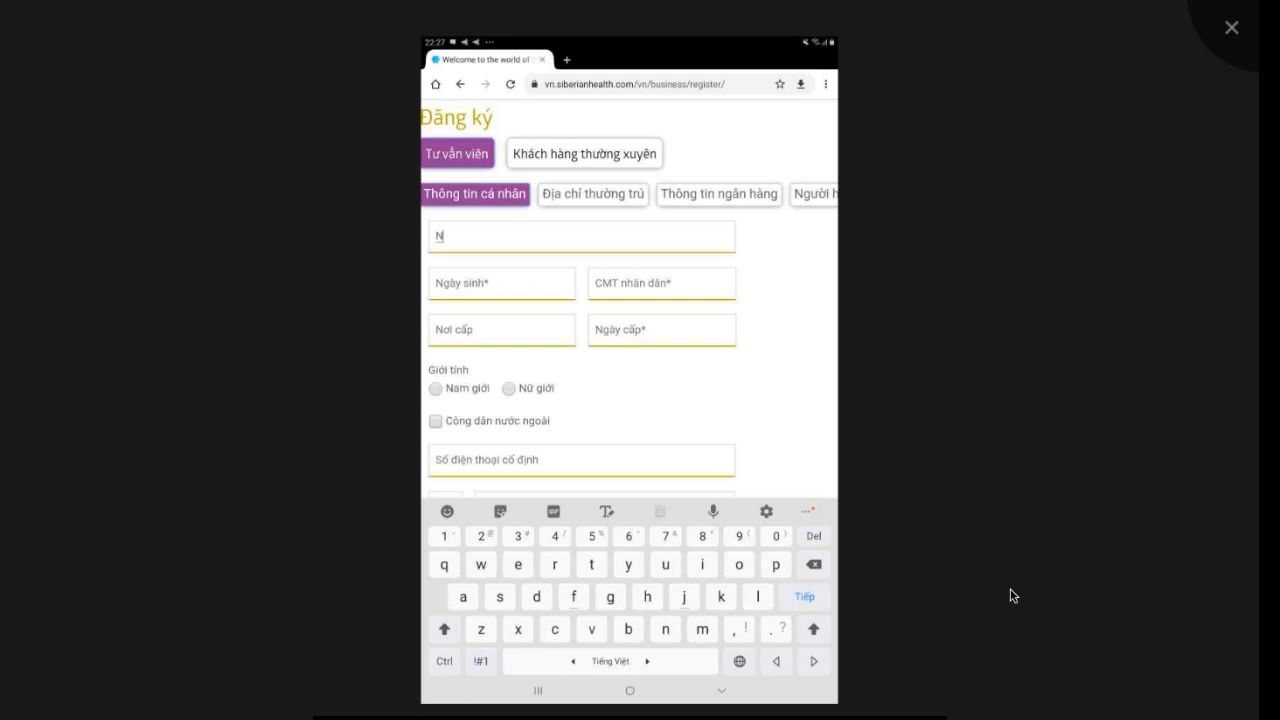 22:27
Welcome to the world of
vn.siberianhealth.com/vn/business/register/
Đăng ký
Tư vấn viên Khách hàng thường xuyên
Thông tin cá nhân Địa chỉ thường trú Thông tin ngân hàng Người h
N
Ngày sinh* CMT nhân dân*
Nơi cấp Ngày cấp*
Giới tính
Nam giới Nữ giới
Công dân nước ngoài
Số điện thoại cố định
GIF
1 2 @ 3 # 4 / 5 % 6 ^ 7 & 8 * 9 ( 0 ) Del
q w e r t y u i o p
a s d f g h j k l Tiếp
z x c v b n m , ! . ?
Ctrl !#1 Tiếng Việt